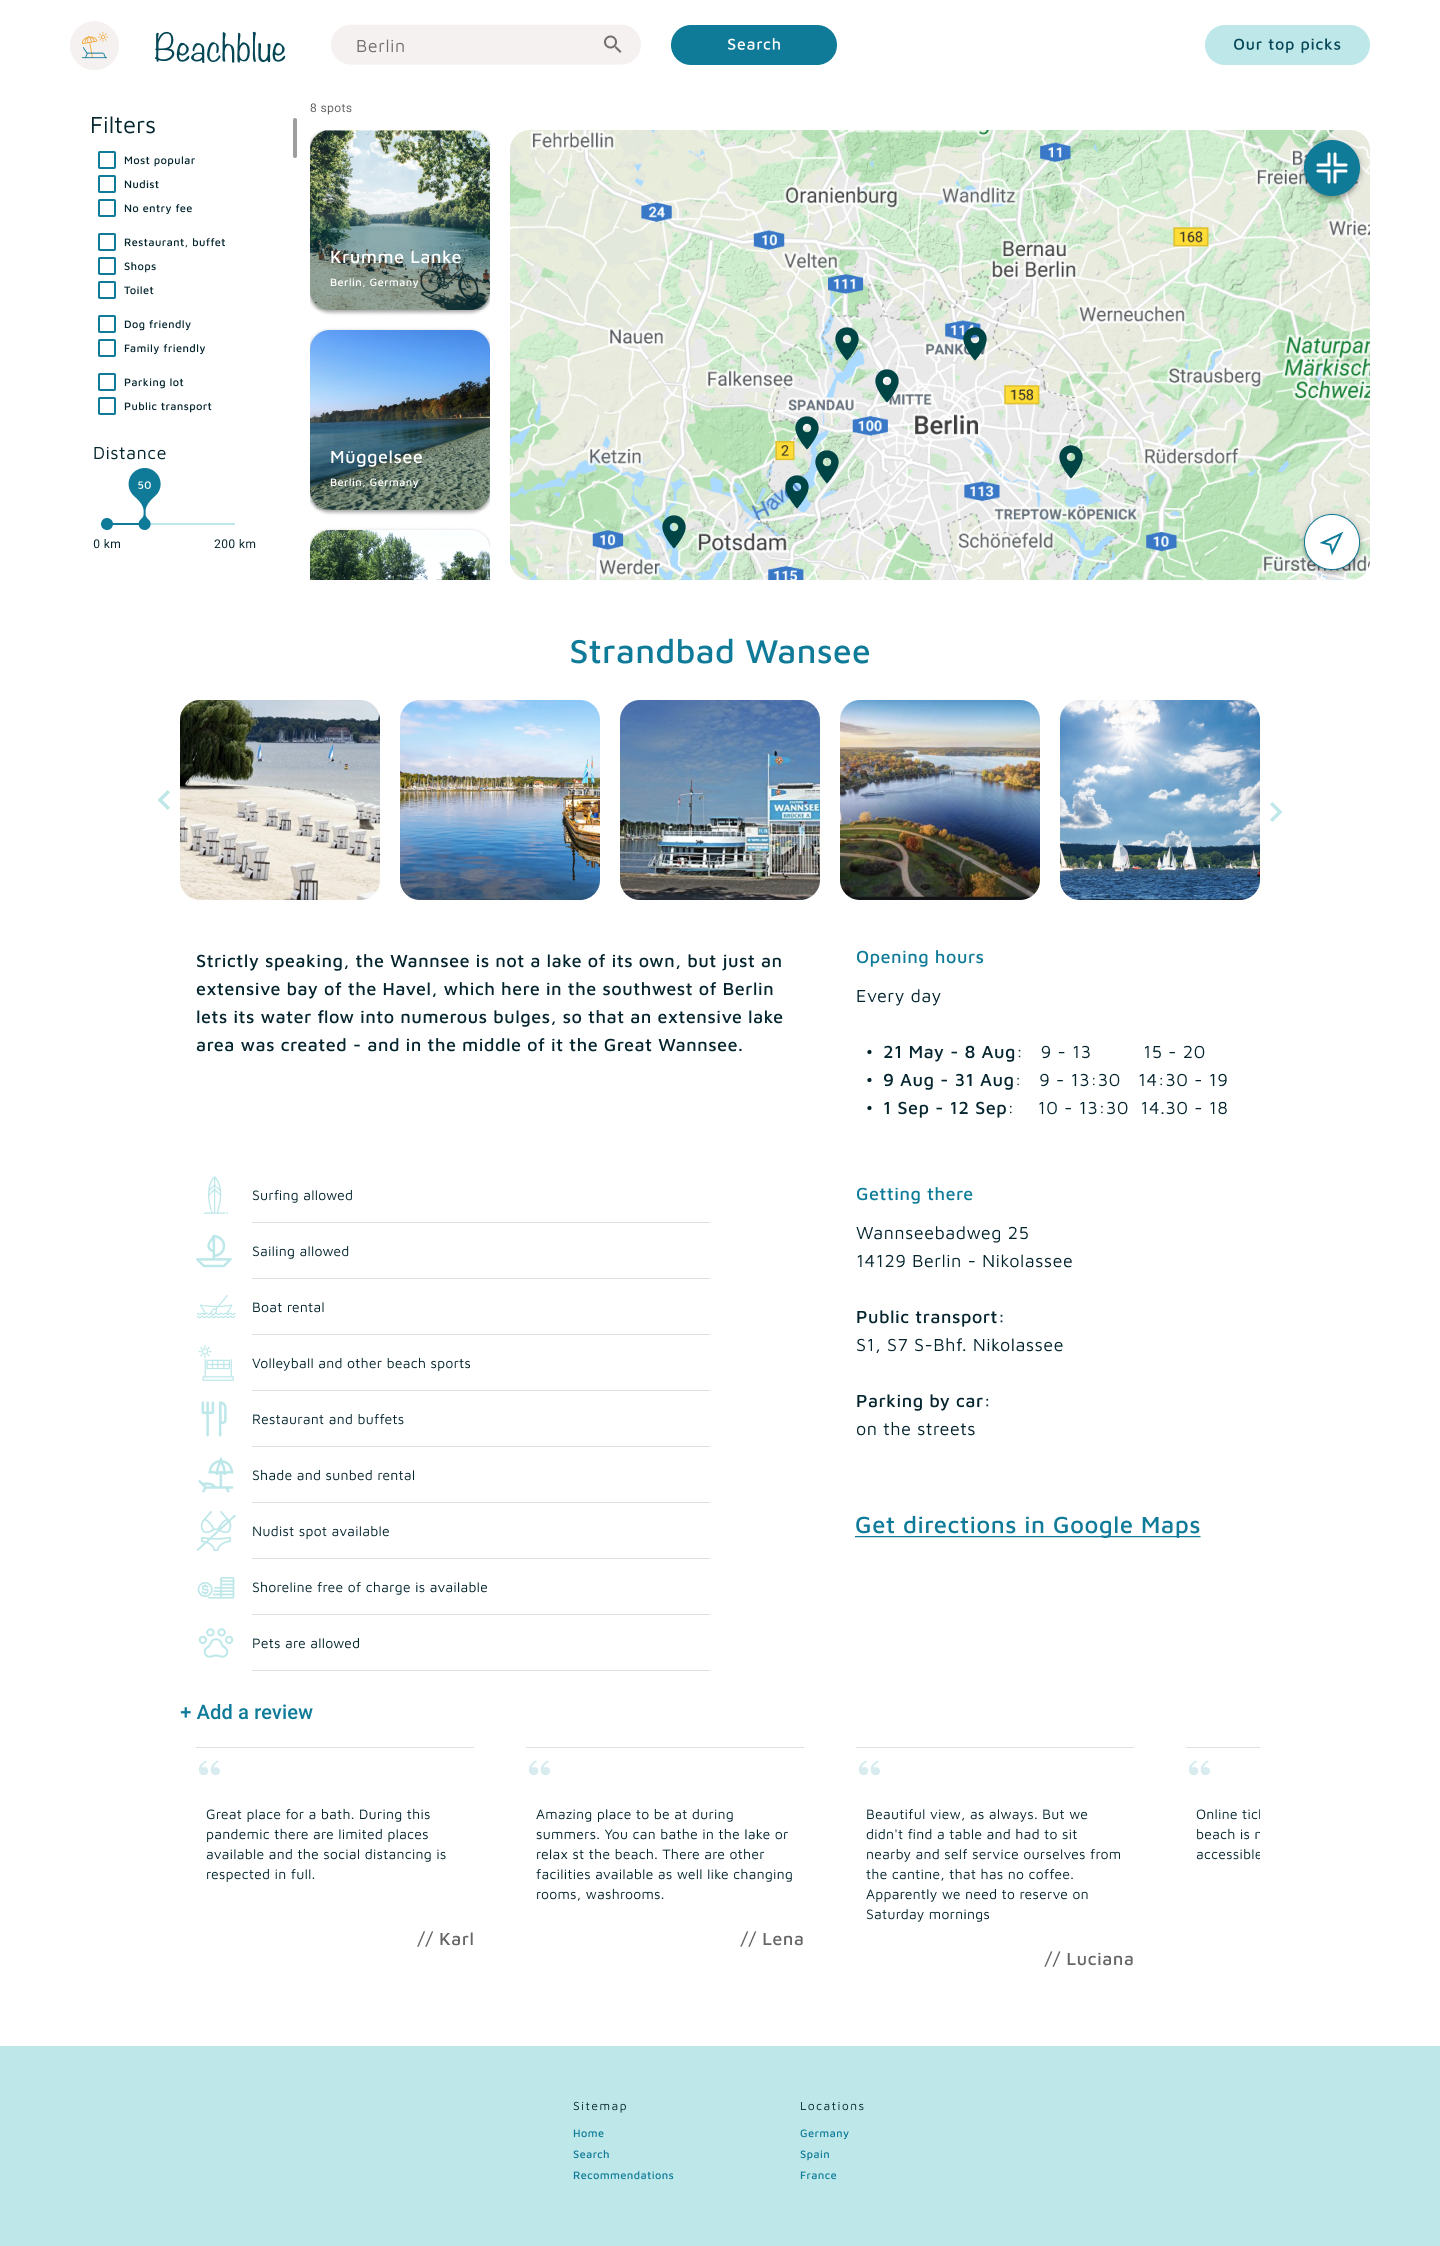 Beachblue
Berlin
Search
Our top picks
8 spots
Filters
Most popular
Nudist
No entry fee
Restaurant, buffet
Shops
Toilet
Dog friendly
Family friendly
Parking lot
Public transport
Distance
50
0 km
200 km
Krumme Lanke
Berlin, Germany
Müggelsee
Berlin, Germany
Fehrbellin
11
Oranienburg
Wandlitz
24
10
168
Velten
Bernau
bei Berlin
111
Werneuchen
Nauen
Falkensee
Strausberg
SPANDAU
MITTE
158
100
Berlin
2
Ketzin
Rüdersdorf
113
TREPTOW-KÖPENICK
10
Potsdam
Schönefeld
10
Werder
115
Strandbad Wansee
WANNSEE
Strictly speaking, the Wannsee is not a lake of its own, but just an
extensive bay of the Havel, which here in the southwest of Berlin
lets its water flow into numerous bulges, so that an extensive lake
area was created - and in the middle of it the Great Wannsee.
Opening hours
Every day
• 21 May - 8 Aug: 9 - 13 15 - 20
• 9 Aug - 31 Aug: 9 - 13:30 14:30 - 19
• 1 Sep - 12 Sep: 10 - 13:30 14.30 - 18
Surfing allowed
Sailing allowed
Boat rental
Volleyball and other beach sports
Restaurant and buffets
Shade and sunbed rental
Nudist spot available
Shoreline free of charge is available
Pets are allowed
Getting there
Wannseebadweg 25
14129 Berlin - Nikolassee
Public transport:
S1, S7 S-Bhf. Nikolassee
Parking by car:
on the streets
Get directions in Google Maps
+ Add a review
“
Great place for a bath. During this
pandemic there are limited places
available and the social distancing is
respected in full.
// Karl
“
Amazing place to be at during
summers. You can bathe in the lake or
relax st the beach. There are other
facilities available as well like changing
rooms, washrooms.
// Lena
“
Beautiful view, as always. But we
didn't find a table and had to sit
nearby and self service ourselves from
the cantine, that has no coffee.
Apparently we need to reserve on
Saturday mornings
// Luciana
“
Online
beach is
accessible
Sitemap
Home
Search
Recommendations
Locations
Germany
Spain
France